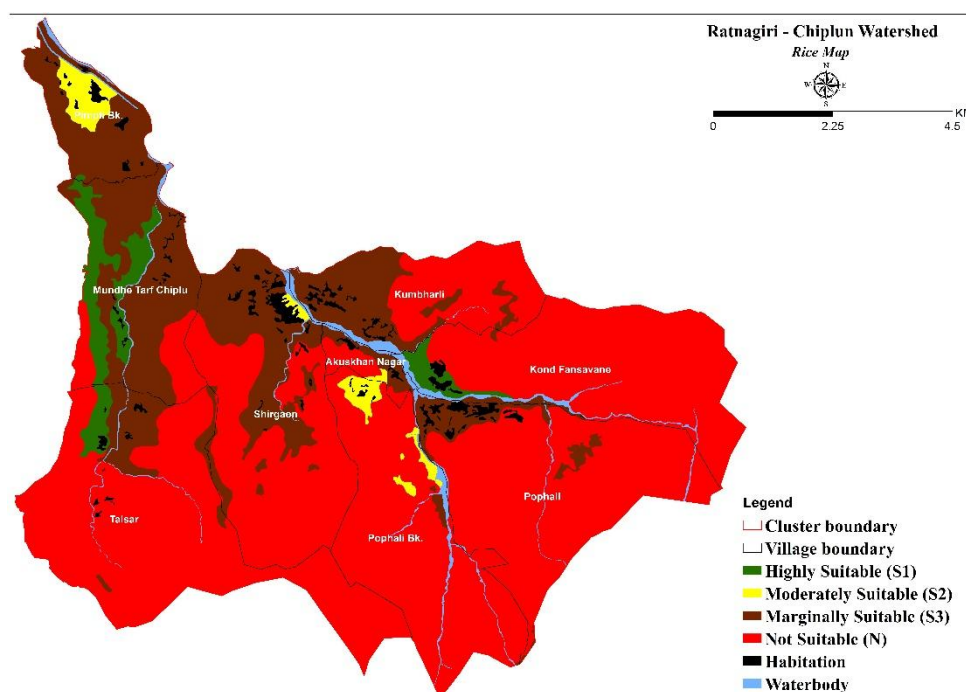 Ratnagiri - Chiplun Watershed
Rice Map
N
W E
S
KM
0 2.25 4.5
Bk.
Mundhe Tarf Chiplu
Kumbharli
Akuskhan Nagar
Kond Fansavane
Shirgaon
Talsar
Pophali
Pophali Bk.
Legend
Cluster boundary
Village boundary
Highly Suitable (S1)
Moderately Suitable (S2)
Marginally Suitable (S3)
Not Suitable (N)
Habitation
Waterbody